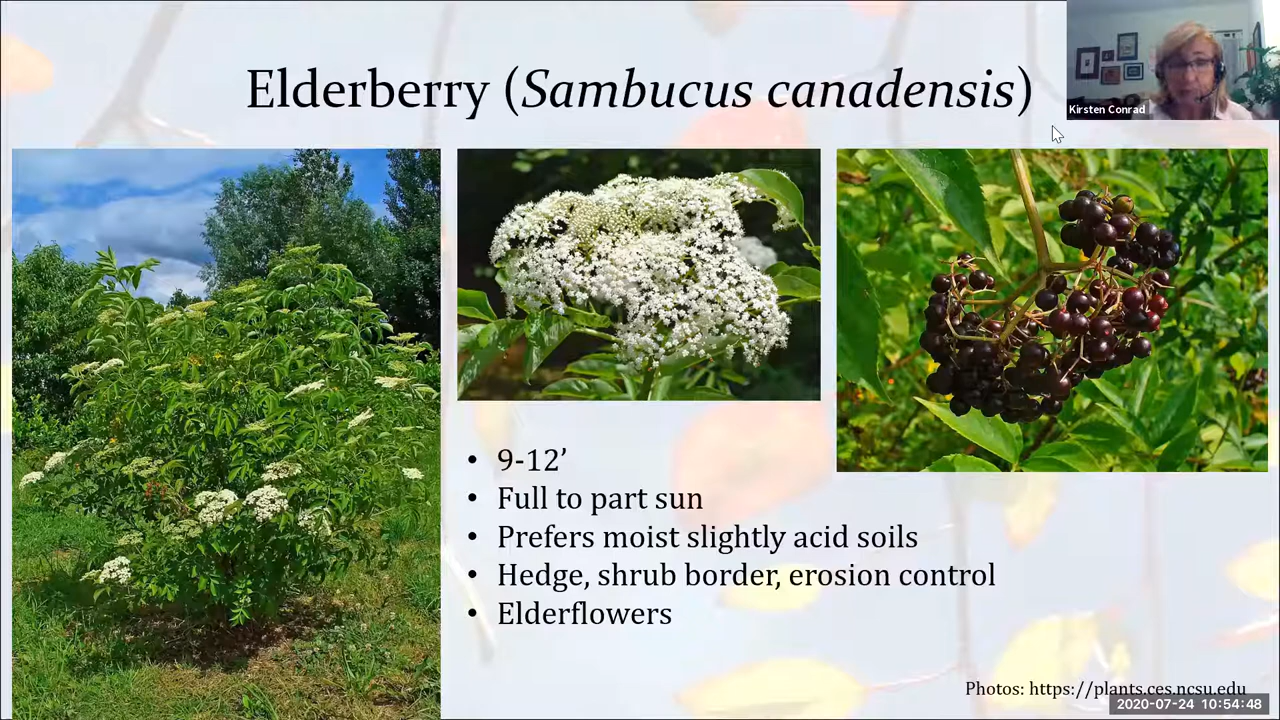 Elderberry (Sambucus canadensis)
Kirsten Conrad
• 9-12’
• Full to part sun
• Prefers moist slightly acid soils
• Hedge, shrub border, erosion control
• Elderflowers
Photos: https://plants.ces.ncsu.edu
2020-07-24 10:54:48